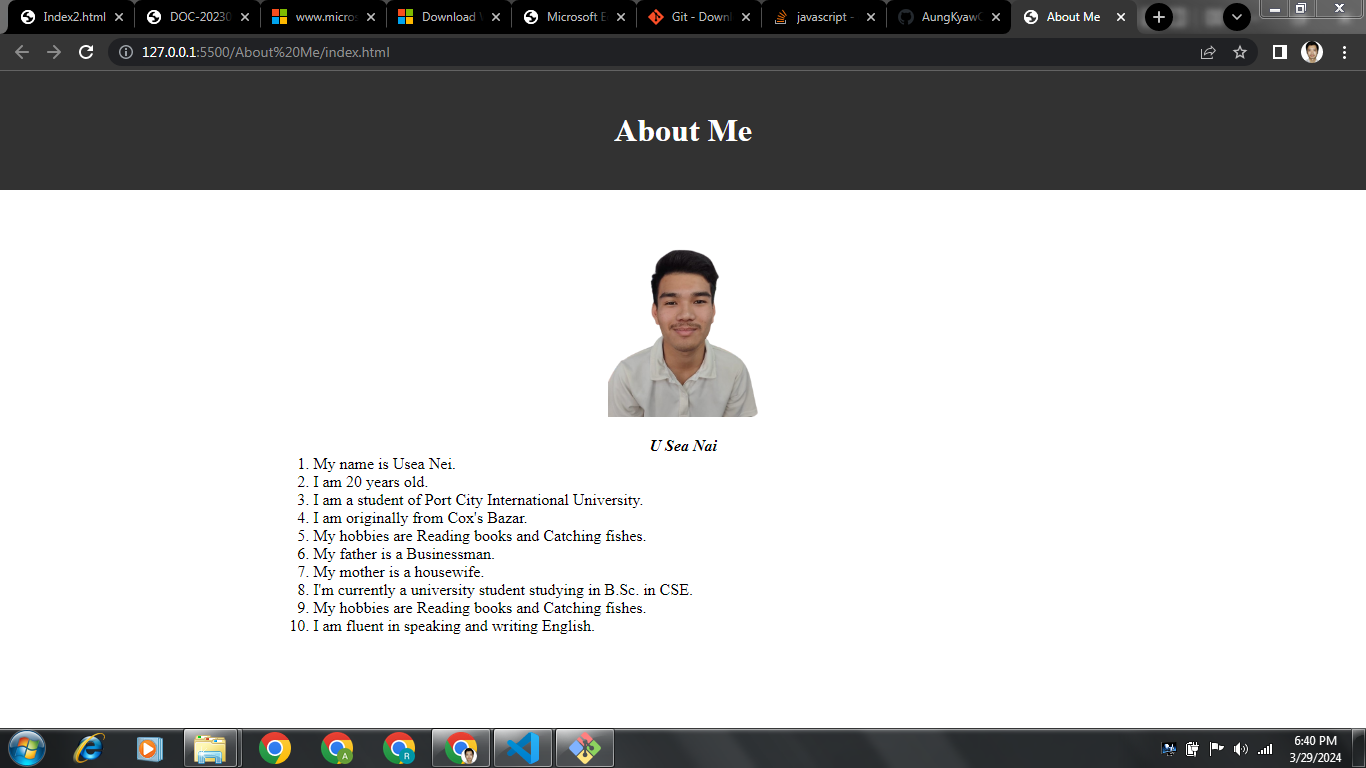 Index2.html
DOC-2023
www.micros
Download
Microsoft E
Git - Downl
javascript -
AungKyaw
About Me
127.0.0.1:5500/About%20Me/index.html
About Me
U Sea Nai
1. My name is Usea Nei.
2. I am 20 years old.
3. I am a student of Port City International University.
4. I am originally from Cox's Bazar.
5. My hobbies are Reading books and Catching fishes.
6. My father is a Businessman.
7. My mother is a housewife.
8. I'm currently a university student studying in B.Sc. in CSE.
9. My hobbies are Reading books and Catching fishes.
10. I am fluent in speaking and writing English.
A
R
6:40 PM
3/29/2024